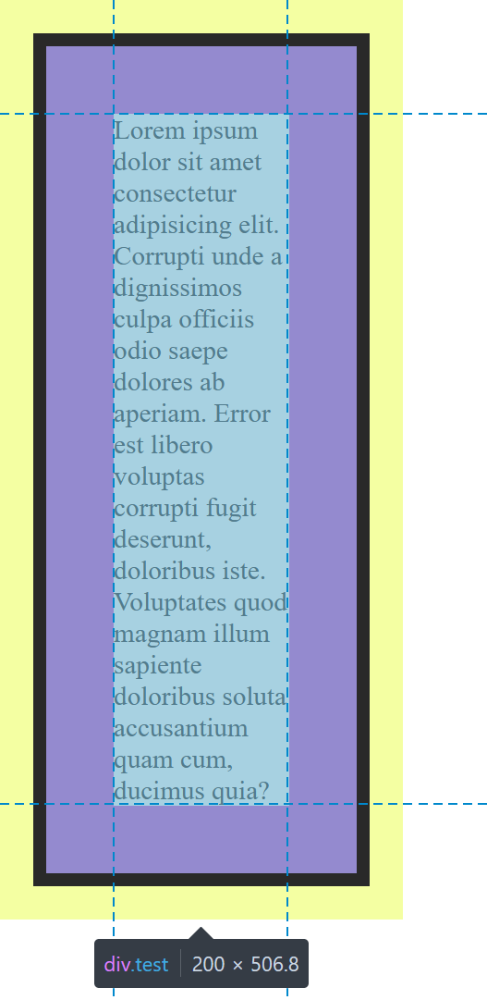 Lorem ipsum
dolor sit amet
consectetur
adipisicing elit.
Corrupti unde a
dignissimos
culpa officiis
odio saepe
dolores ab
aperiam. Error
est libero
voluptas
corrupti fugit
deserunt,
doloribus iste.
Voluptates quod
magnam illum
sapiente
doloribus soluta
accusantium
quam cum,
ducimus quia?
div.test 200 × 506.8